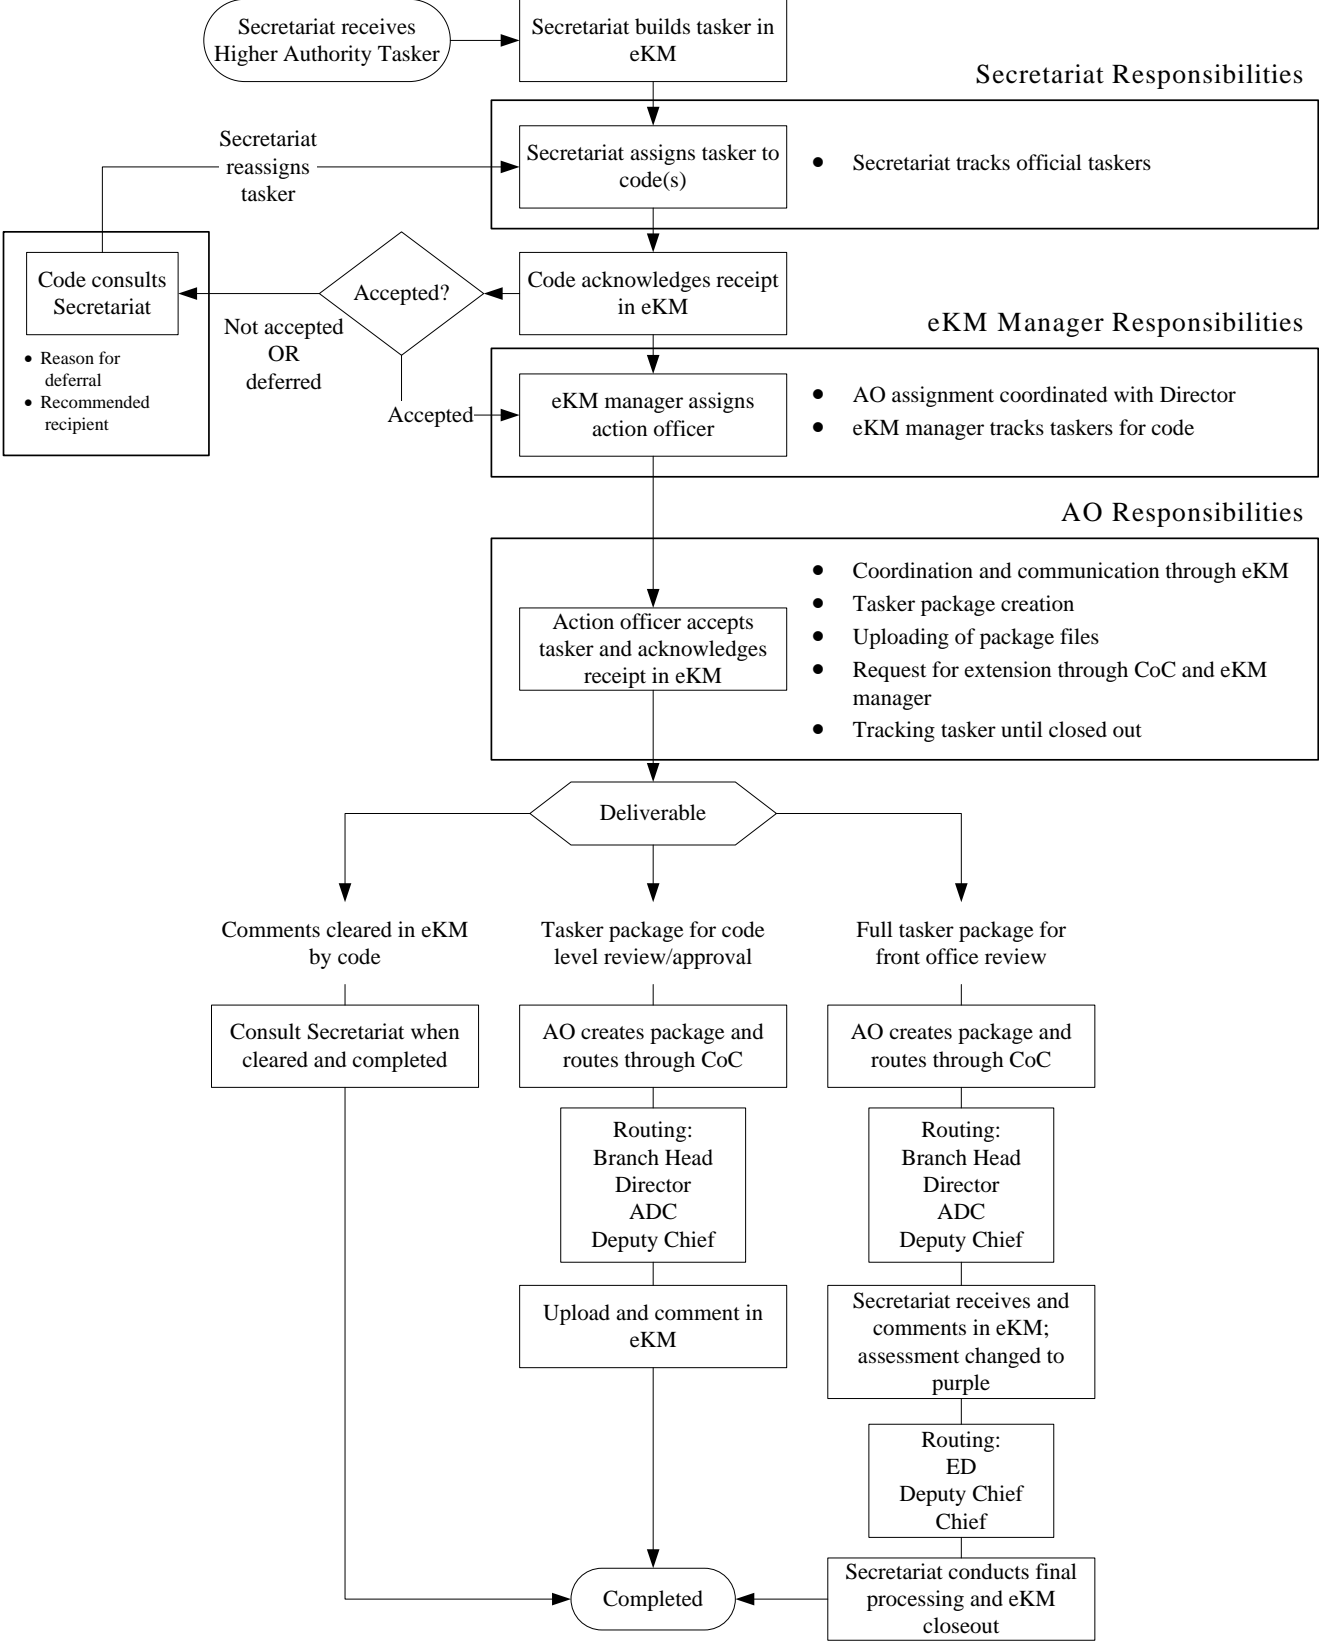 Secretariat receives
Higher Authority Tasker
Secretariat builds tasker in
eKM
Secretariat Responsibilities
Secretariat assigns tasker to
code(s)
• Secretariat tracks official taskers
Secretariat
reassigns
tasker
Code consults
Secretariat
• Reason for
deferral
• Recommended
recipient
Accepted?
Not accepted
OR
deferred
Code acknowledges receipt
in eKM
Accepted
eKM Manager Responsibilities
eKM manager assigns
action officer
• AO assignment coordinated with Director
• eKM manager tracks taskers for code
AO Responsibilities
Action officer accepts
tasker and acknowledges
receipt in eKM
• Coordination and communication through eKM
• Tasker package creation
• Uploading of package files
• Request for extension through CoC and eKM
manager
• Tracking tasker until closed out
Deliverable
Comments cleared in eKM
by code
Consult Secretariat when
cleared and completed
Tasker package for code
level review/approval
AO creates package and
routes through CoC
Routing:
Branch Head
Director
ADC
Deputy Chief
Upload and comment in
eKM
Full tasker package for
front office review
AO creates package and
routes through CoC
Routing:
Branch Head
Director
ADC
Deputy Chief
Secretariat receives and
comments in eKM;
assessment changed to
purple
Routing:
ED
Deputy Chief
Chief
Secretariat conducts final
processing and eKM
closeout
Completed